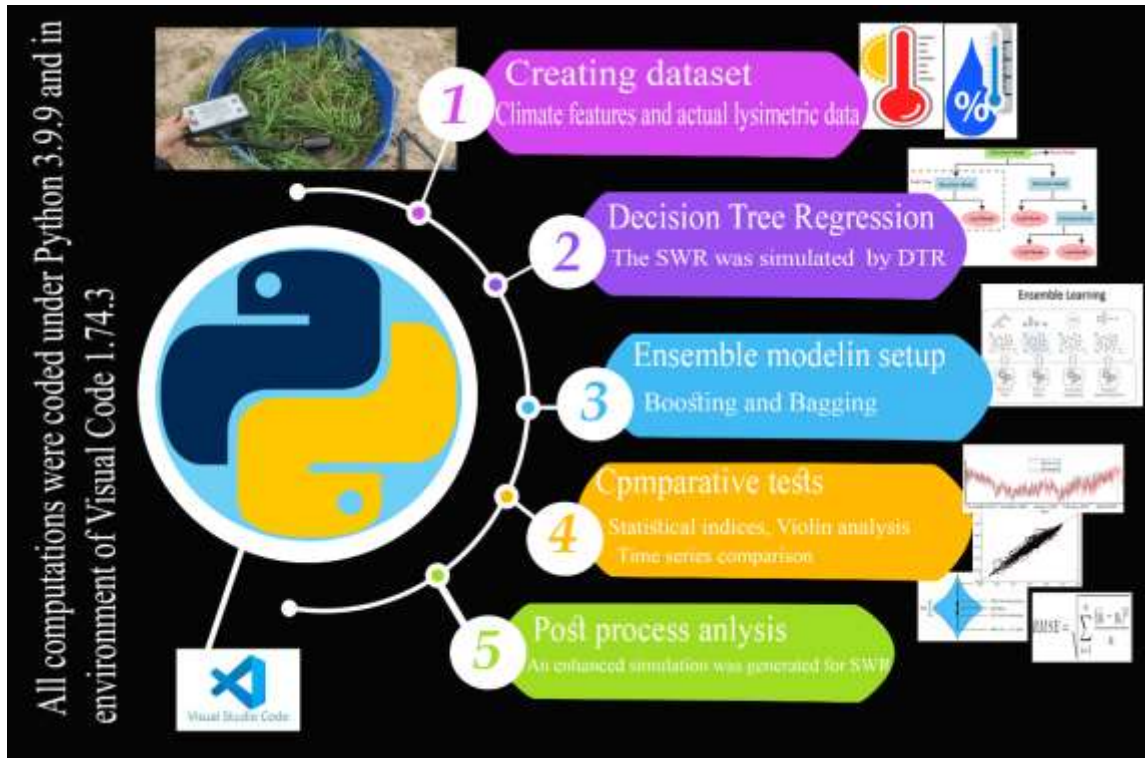 All computations were coded under Python 3.9.9 and in
environment of Visual Code 1.74.3
1
Creating dataset
Climate features and actual lysimetric data
%
2
Decision Tree Regression
The SWR was simulated by DTR
Ensemble Learning
3
Ensemble modelin setup
Boosting and Bagging
4
Cpmparative tests
Statistical indices, Violin analysis
Time series comparison
5
Post process anlysis
An enhanced simulation was generated for SWR
RMSE =
Visual Studio Code